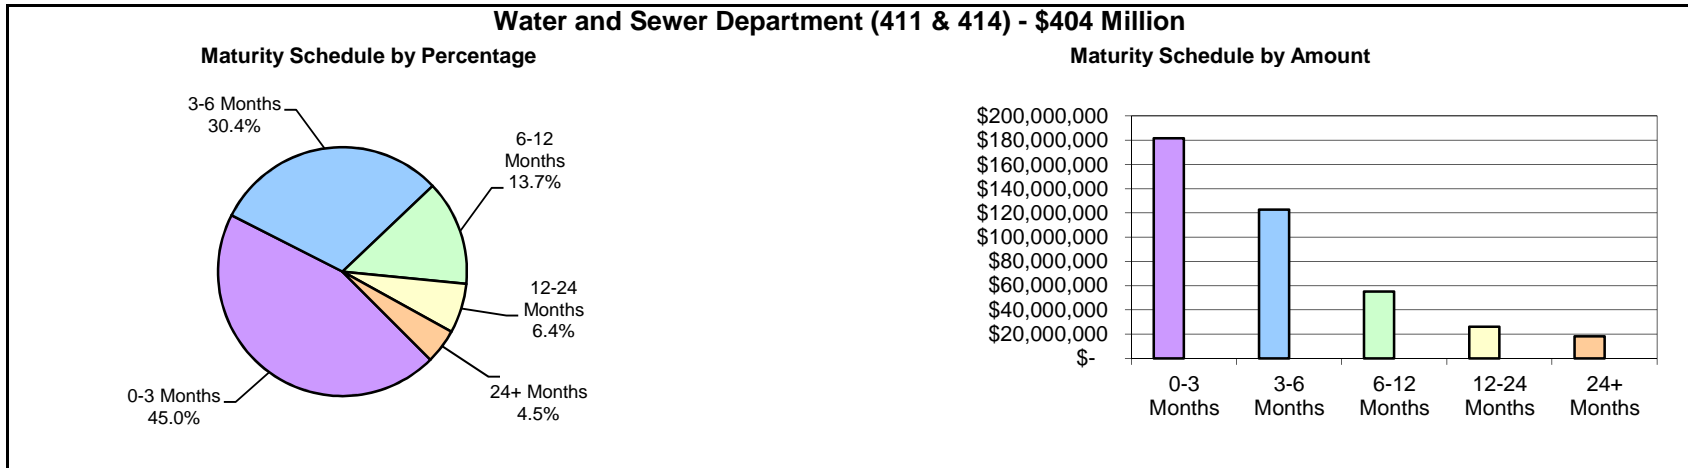 Water and Sewer Department (411 & 414) - $404 Million
Maturity Schedule by Percentage
3-6 Months
30.4%
6-12
Months
13.7%
12-24
Months
6.4%
24+ Months
4.5%
0-3 Months
45.0%
Maturity Schedule by Amount
$200,000,000
$180,000,000
$160,000,000
$140,000,000
$120,000,000
$100,000,000
$80,000,000
$60,000,000
$40,000,000
$20,000,000
$-
0-3
Months
3-6
Months
6-12
Months
12-24
Months
24+
Months